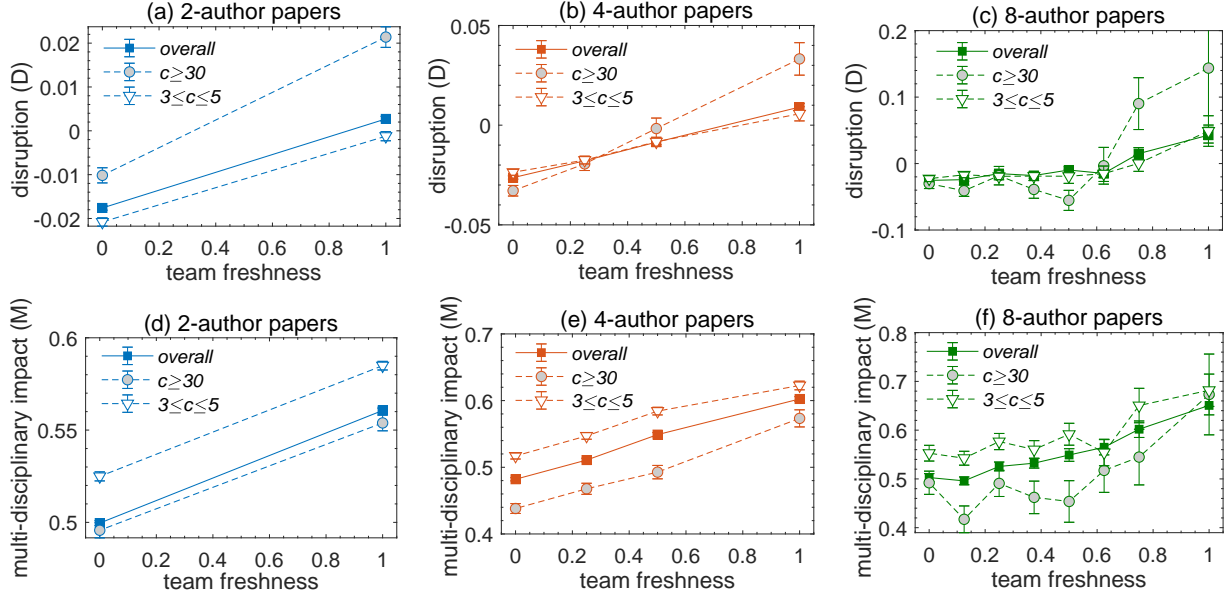 (a) 2-author papers
disruption (D)
0.02
0.01
0
-0.01
-0.02
overall
c≥30
3≤c≤5
0 0.2 0.4 0.6 0.8 1
team freshness
(b) 4-author papers
disruption (D)
0.05
0
-0.05
overall
c≥30
3≤c≤5
0 0.2 0.4 0.6 0.8 1
team freshness
(c) 8-author papers
disruption (D)
0.2
0.1
0
-0.1
overall
c≥30
3≤c≤5
0 0.2 0.4 0.6 0.8 1
team freshness
(d) 2-author papers
multi-disciplinary impact (M)
0.6
0.55
0.5
overall
c≥30
3≤c≤5
0 0.2 0.4 0.6 0.8 1
team freshness
(e) 4-author papers
multi-disciplinary impact (M)
0.7
0.6
0.5
0.4
overall
c≥30
3≤c≤5
0 0.2 0.4 0.6 0.8 1
team freshness
(f) 8-author papers
multi-disciplinary impact (M)
0.8
0.7
0.6
0.5
0.4
overall
c≥30
3≤c≤5
0 0.2 0.4 0.6 0.8 1
team freshness